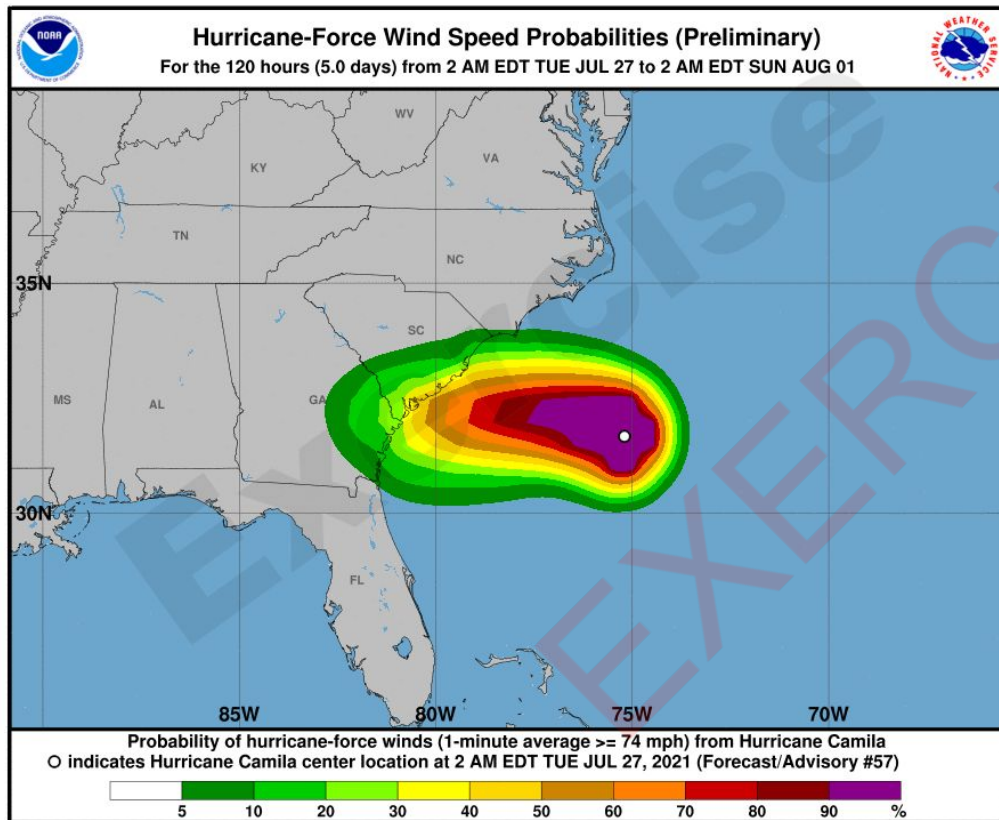 Hurricane-Force Wind Speed Probabilities (Preliminary)
For the 120 hours (5.0 days) from 2 AM EDT TUE JUL 27 to 2 AM EDT SUN AUG 01
NOAA
NATIONAL WEATHER SERVICE
WV
KY
VA
TN
NC
35N
SC
MS
AL
GA
Exercise
EXERC
30N
FL
85W
80W
75W
70W
Probability of hurricane-force winds (1-minute average >= 74 mph) from Hurricane Camila
O indicates Hurricane Camila center location at 2 AM EDT TUE JUL 27, 2021 (Forecast/Advisory #57)
5 10 20 30 40 50 60 70 80 90 %